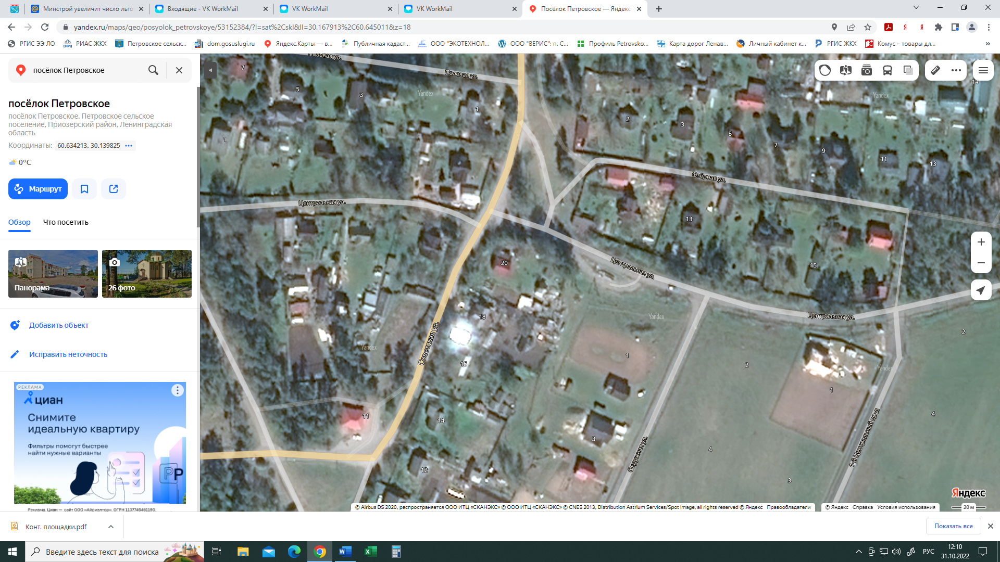 Минстрой увеличит число льго
Входящие - VK WorkMail
VK WorkMail
VK WorkMail
Посёлок Петровское — Яндекс
yandex.ru/maps/geo/posyolok_petrovskoye/53152384/?l=sat%2Cskl&ll=30.167913%2C60.645011&z=18
РГИС ЭЭ ЛО
РИАС ЖКХ
Петровское сельск...
dom.gosuslugi.ru
Яндекс.Карты — в...
Публичная кадаст...
ООО "ЭКОТЕХНОЛ...
ООО "ВЕРИС": п. С...
Профиль Petrovsko...
Карта дорог Ленав...
Личный кабинет к...
РГИС ЖКХ
Комус – товары дл...
посёлок Петровское
посёлок Петровское
посёлок Петровское, Петровское сельское
поселение, Приозерский район, Ленинградская
область
Координаты: 60.634213, 30.139825
0°C
Маршрут
Обзор
Что посетить
Панорама
26 фото
Добавить объект
Исправить неточность
РЕКЛАМА
циан
Снимите
идеальную квартиру
Фильтры помогут быстрее
найти нужные варианты
Реклама. Циан — сайт ООО «Айриэлтор». ОГРН 1137746481190,
Полевая ул.
Полевая ул.
7
5
3
1
1
Yandex
2
3
5
7
9
11
13
14
Yandex
Озёрная ул.
Центральная ул.
13
15
20
Центральная ул.
Центральная ул.
18
16
Советская ул.
Yandex
Yandex
1
2
2
Yandex
1
4
11
14
3
4
12
3
Окружная ул.
1-й Центральный пр-д
Яндекс
© Airbus DS 2020, распространяется ООО ИТЦ «СКАНЭКС» © ООО ИТЦ «СКАНЭКС» © CNES 2013, Distribution Astrium Services/Spot Image, all rights reserved © Яндекс Правообладатели
© Яндекс Справка Условия использования
20 м
Конт. площадки.pdf
Показать все
Введите здесь текст для поиска
РУС
12:10
31.10.2022